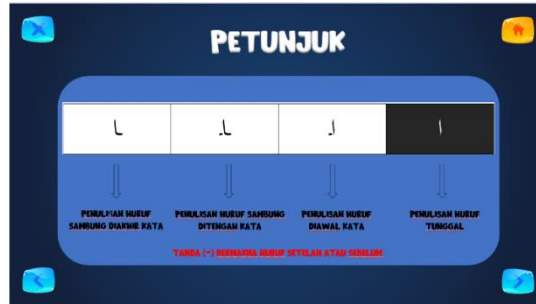 PETUNJUK
ـا ـاـ اـ ا
PENULISAN HURUF SAMBUNG DIAKHIR KATA
PENULISAN HURUF SAMBUNG DITENGAH KATA
PENULISAN HURUF DIAWAL KATA
PENULISAN HURUF TUNGGAL
TANDA (-) BERMAKNA HURUF SETELAH ATAU SEBELUM